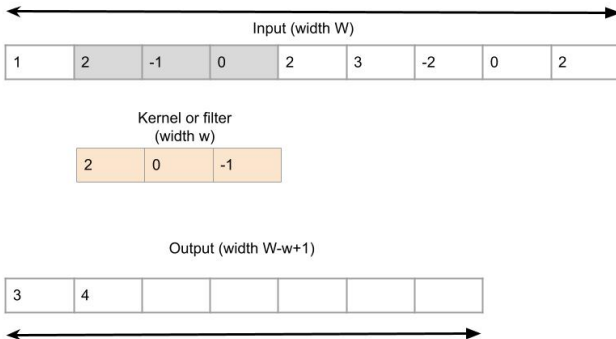 Input (width W)
1 2 -1 0 2 3 -2 0 2
Kernel or filter
(width w)
2 0 -1
Output (width W-w+1)
3 4